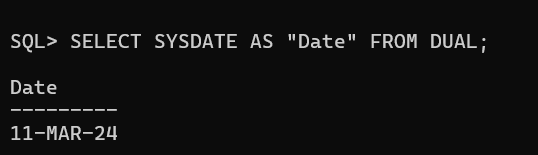 SQL> SELECT SYSDATE AS "Date" FROM DUAL;
Date
---------
11-MAR-24